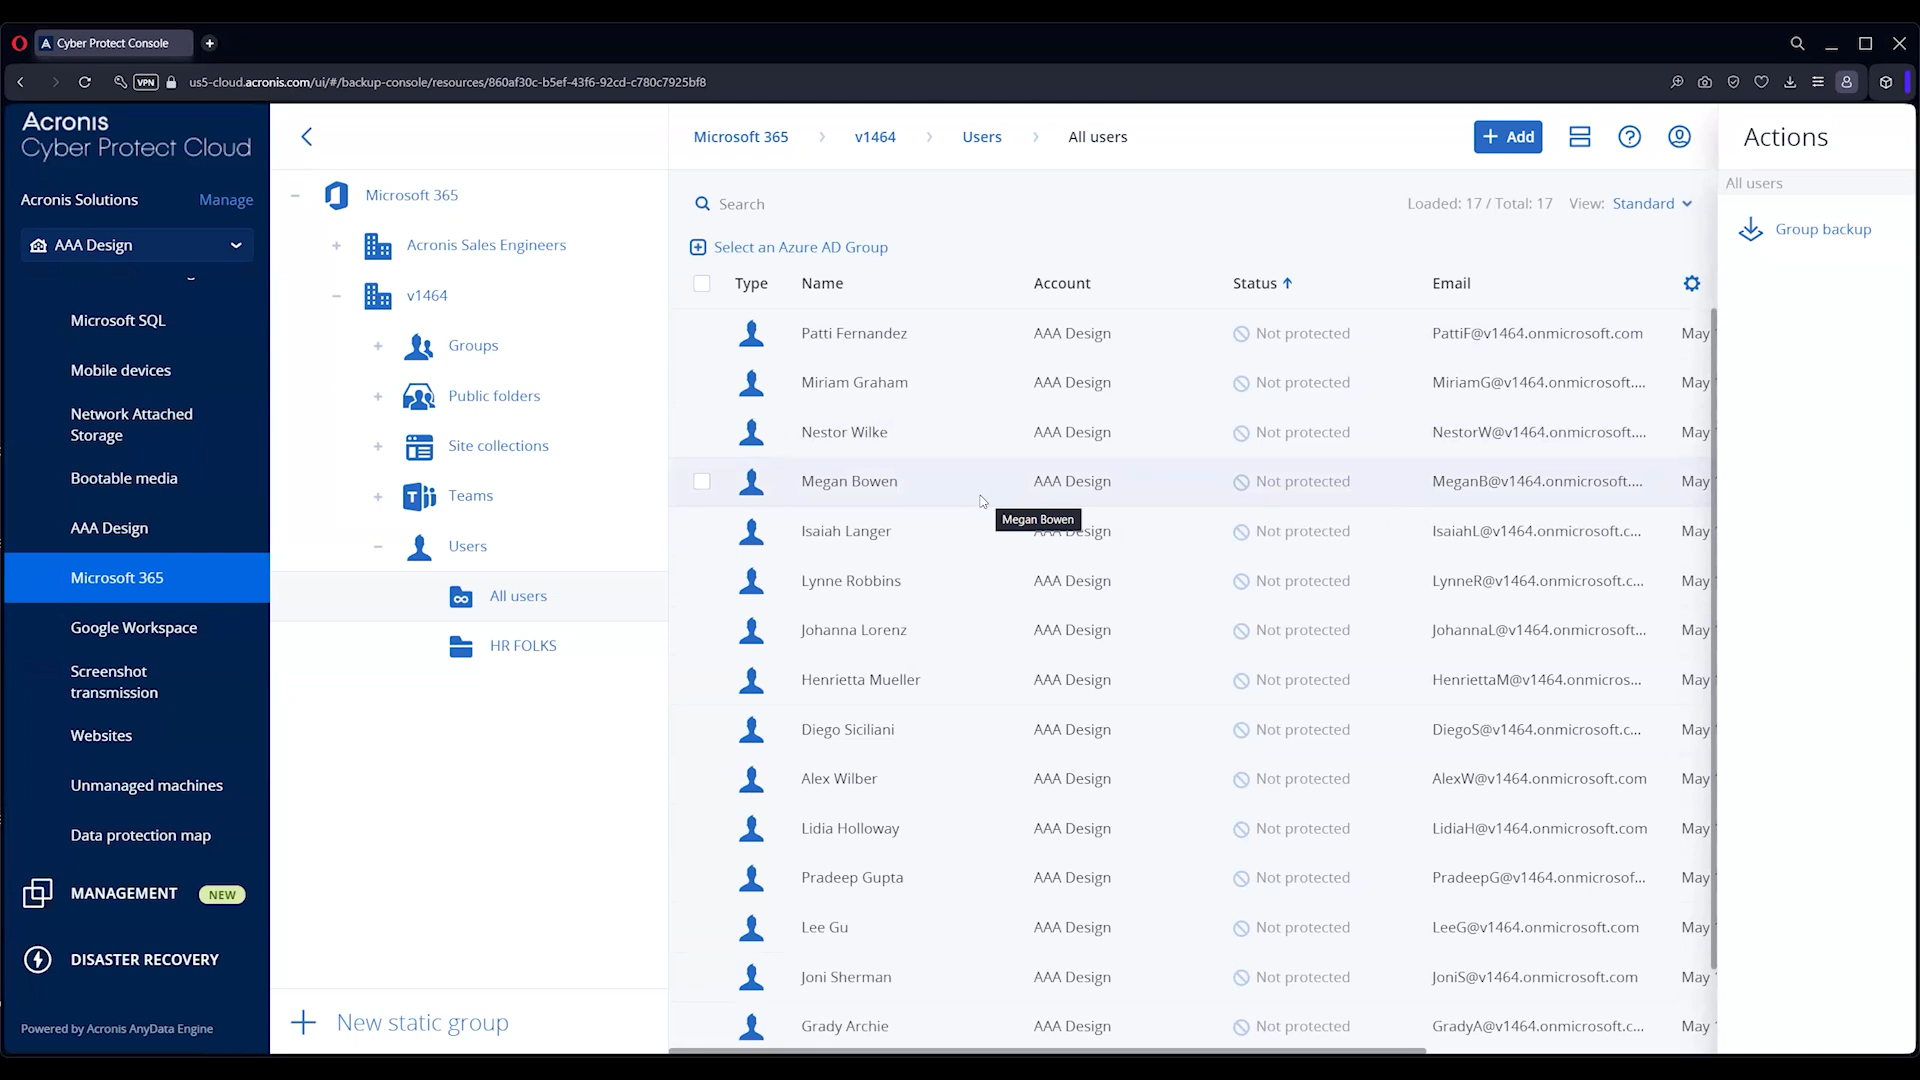 Cyber Protect Console
VPN
us5-cloud.acronis.com/ui/#/backup-console/resources/860af30c-b5ef-43f6-92cd-c780c7925bf8
Acronis
Cyber Protect Cloud
Acronis Solutions
Manage
AAA Design
Microsoft SQL
Mobile devices
Network Attached
Storage
Bootable media
AAA Design
Microsoft 365
Google Workspace
Screenshot
transmission
Websites
Unmanaged machines
Data protection map
MANAGEMENT NEW
DISASTER RECOVERY
Powered by Acronis AnyData Engine
Microsoft 365
Acronis Sales Engineers
v1464
Groups
Public folders
Site collections
Teams
Users
All users
HR FOLKS
New static group
Microsoft 365 > v1464 > Users > All users
+ Add
Search
Loaded: 17 / Total: 17 View: Standard
Select an Azure AD Group
Type Name Account Status Email
Patti Fernandez AAA Design Not protected PattiF@v1464.onmicrosoft.com May
Miriam Graham AAA Design Not protected MiriamG@v1464.onmicrosoft.... May
Nestor Wilke AAA Design Not protected NestorW@v1464.onmicrosoft.... May
Megan Bowen AAA Design Not protected MeganB@v1464.onmicrosoft.... May
Megan Bowen
Isaiah Langer Design Not protected IsaiahL@v1464.onmicrosoft.c... May
Lynne Robbins AAA Design Not protected LynneR@v1464.onmicrosoft.c... May
Johanna Lorenz AAA Design Not protected JohannaL@v1464.onmicrosoft... May
Henrietta Mueller AAA Design Not protected HenriettaM@v1464.onmicros... May
Diego Siciliani AAA Design Not protected DiegoS@v1464.onmicrosoft.c... May
Alex Wilber AAA Design Not protected AlexW@v1464.onmicrosoft.com May
Lidia Holloway AAA Design Not protected LidiaH@v1464.onmicrosoft.com May
Pradeep Gupta AAA Design Not protected PradeepG@v1464.onmicrosof... May
Lee Gu AAA Design Not protected LeeG@v1464.onmicrosoft.com May
Joni Sherman AAA Design Not protected JoniS@v1464.onmicrosoft.com May
Grady Archie AAA Design Not protected GradyA@v1464.onmicrosoft.c... May
Actions
All users
Group backup